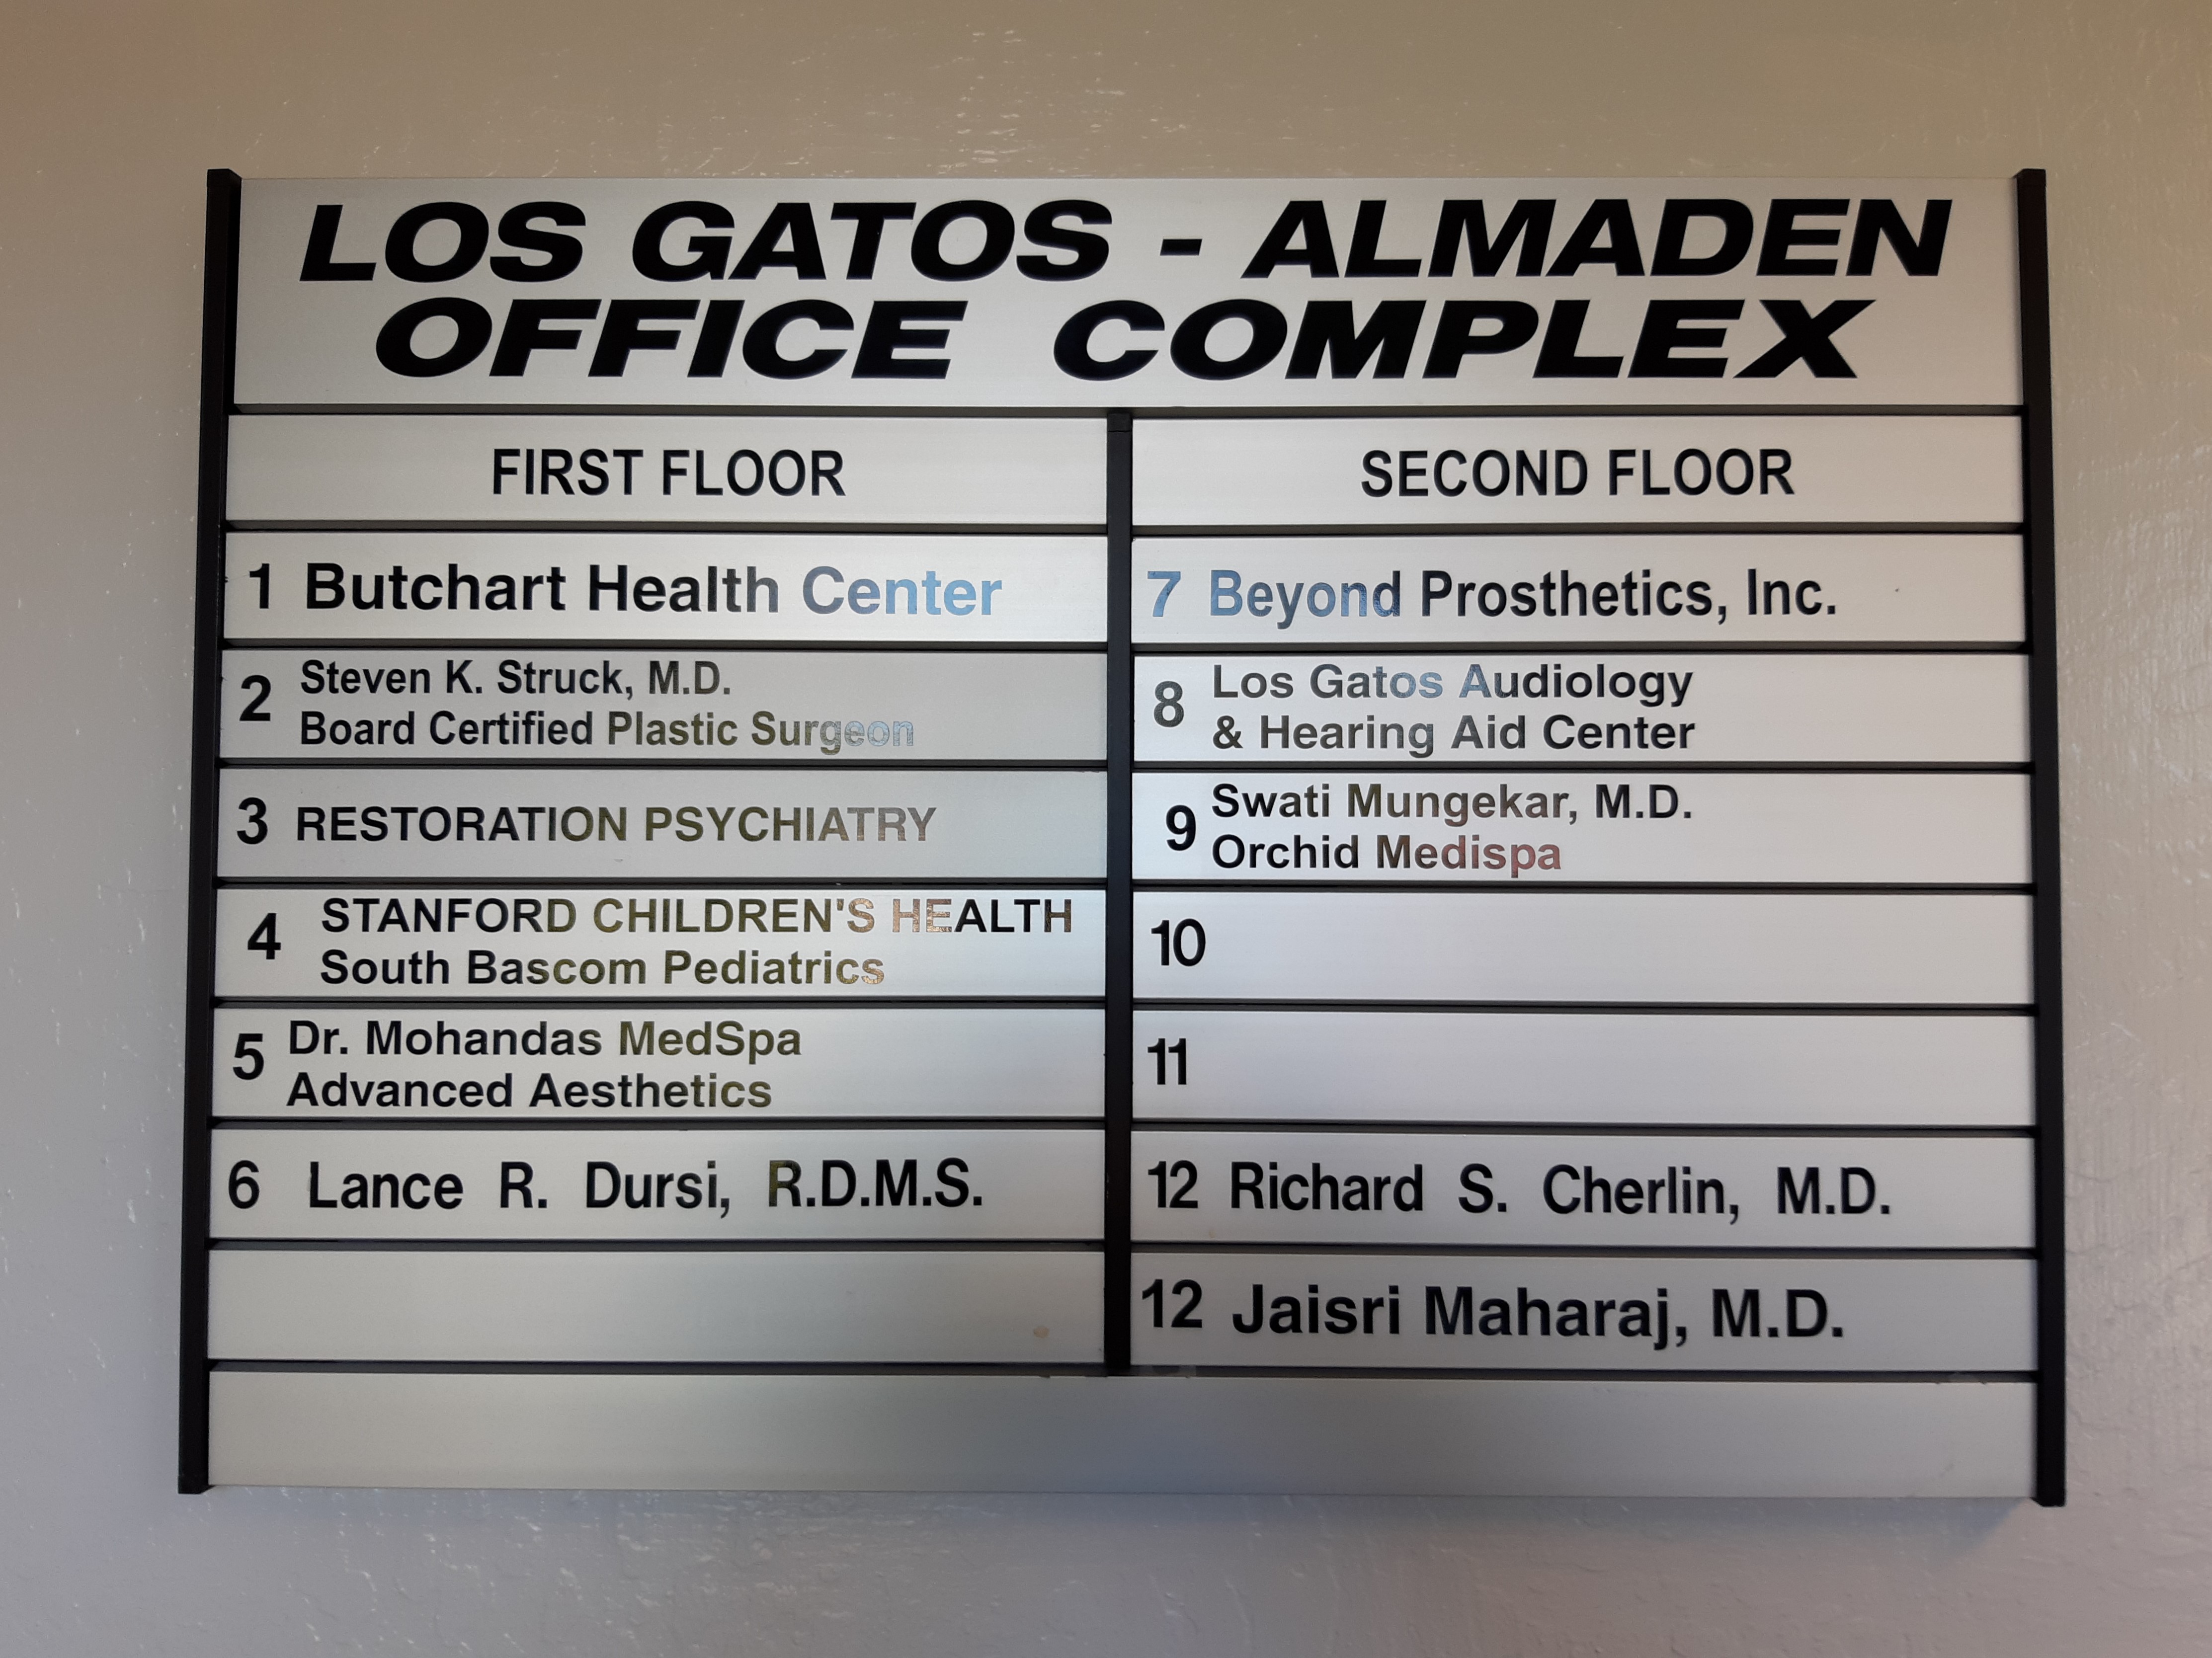 LOS GATOS - ALMADEN
OFFICE COMPLEX
FIRST FLOOR
1 Butchart Health Center
2 Steven K. Struck, M.D.
Board Certified Plastic Surgeon
3 RESTORATION PSYCHIATRY
4 STANFORD CHILDREN'S HEALTH
South Bascom Pediatrics
5 Dr. Mohandas MedSpa
Advanced Aesthetics
6 Lance R. Dursi, R.D.M.S.
SECOND FLOOR
7 Beyond Prosthetics, Inc.
8 Los Gatos Audiology
& Hearing Aid Center
9 Swati Mungekar, M.D.
Orchid Medispa
10
11
12 Richard S. Cherlin, M.D.
12 Jaisri Maharaj, M.D.